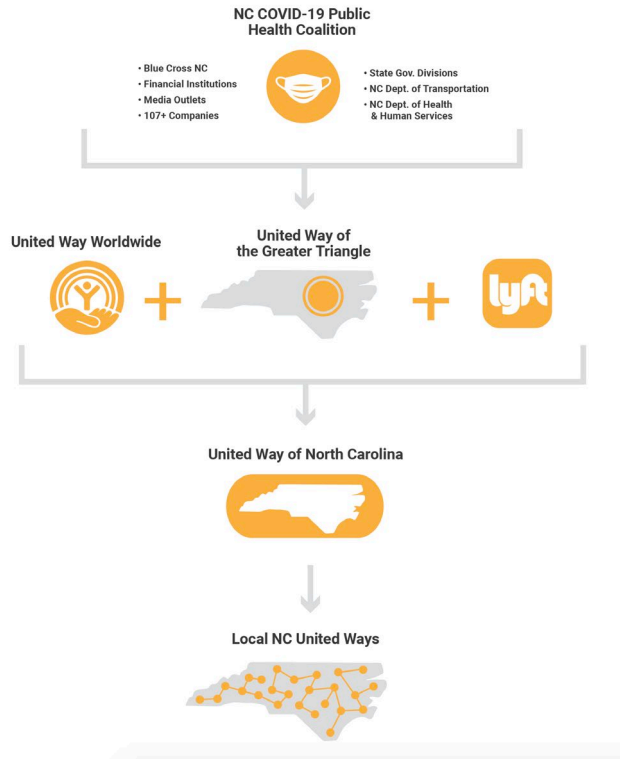 NC COVID-19 Public
Health Coalition
• Blue Cross NC
• Financial Institutions
• Media Outlets
• 107+ Companies
• State Gov. Divisions
• NC Dept. of Transportation
• NC Dept. of Health
& Human Services
United Way Worldwide
United Way of
the Greater Triangle
lyft
United Way of North Carolina
Local NC United Ways